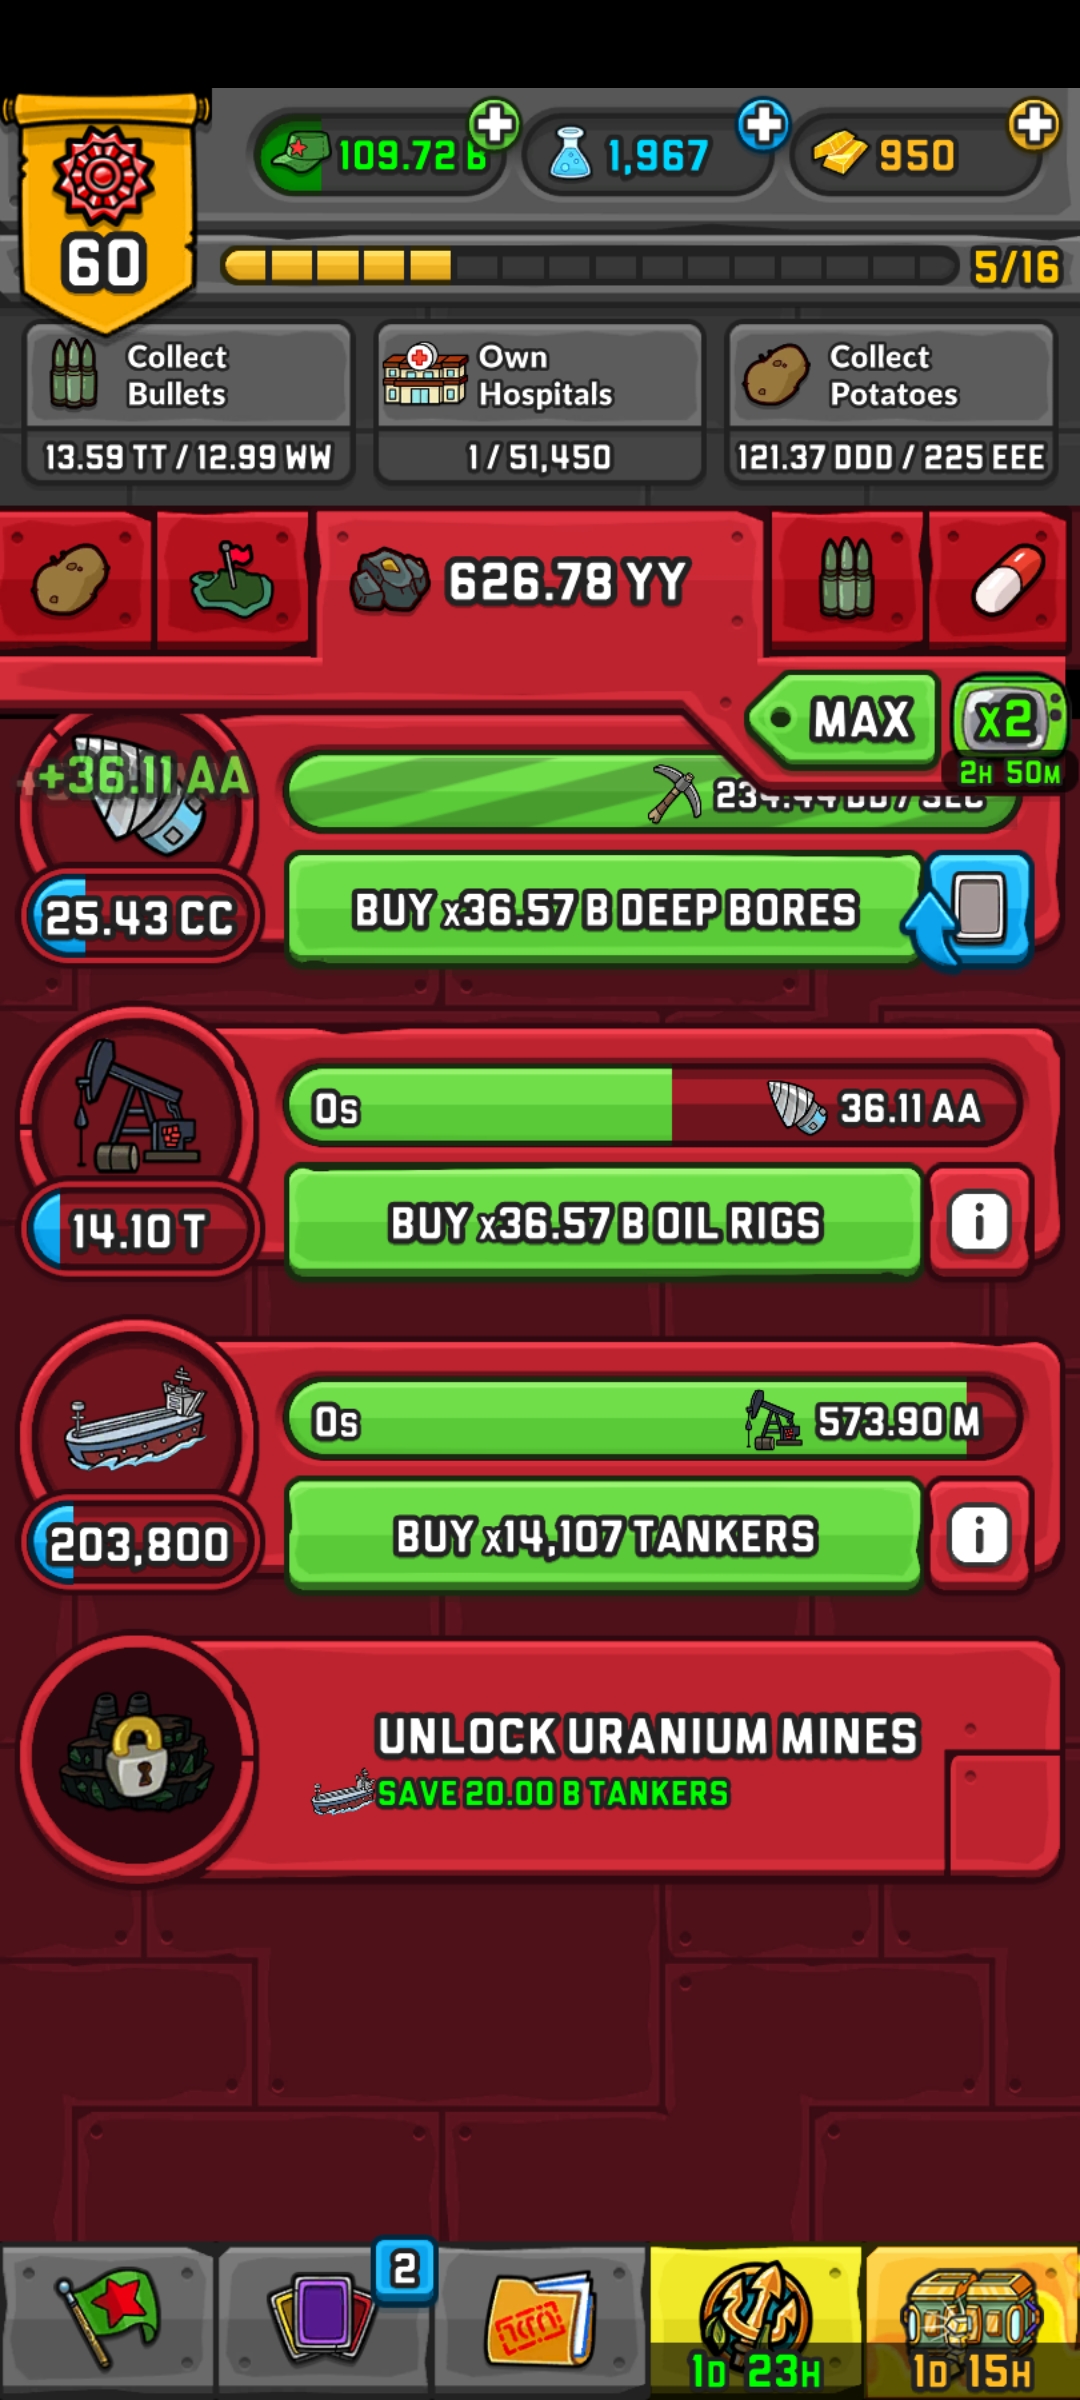 109.72 B
1,967
950
60
5/16
Collect
Bullets
13.59 TT / 12.99 WW
Own
Hospitals
1 / 51,450
Collect
Potatoes
121.37 DDD / 225 EEE
626.78 YY
MAX
x2
2H 50M
+36.11 AA
25.43 CC
BUY x36.57 B DEEP BORES
0s
36.11 AA
14.10 T
BUY x36.57 B OIL RIGS
i
0s
573.90 M
203,800
BUY x14,107 TANKERS
i
UNLOCK URANIUM MINES
SAVE 20.00 B TANKERS
2
1D 23H
1D 15H